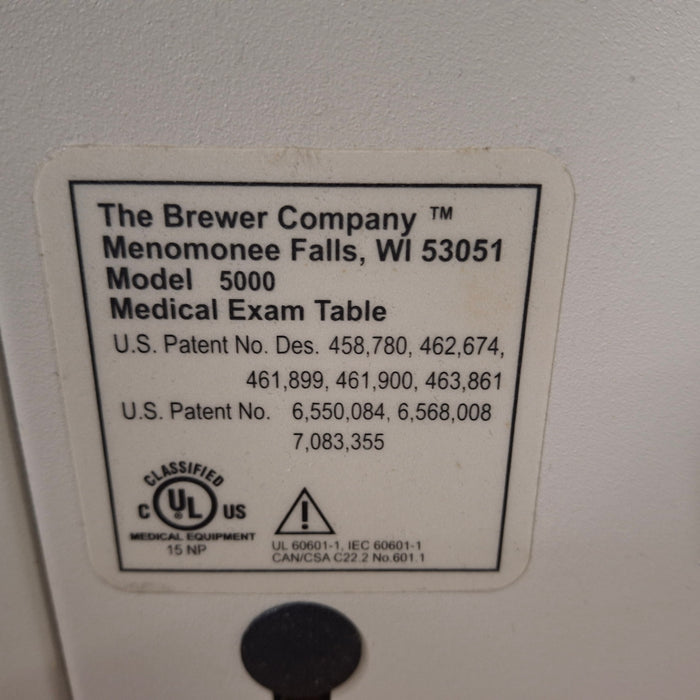 The Brewer Company ™
Menomonee Falls, WI 53051
Model 5000
Medical Exam Table
U.S. Patent No. Des. 458,780, 462,674,
461,899, 461,900, 463,861
U.S. Patent No. 6,550,084, 6,568,008
7,083,355
CLASSIFIED
C UL ® US
MEDICAL EQUIPMENT
15 NP
!
UL 60601-1, IEC 60601-1
CAN/CSA C22.2 No.601.1